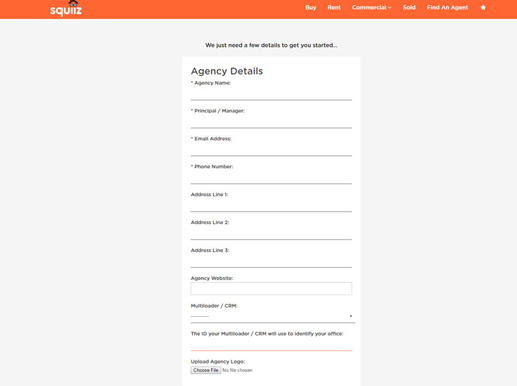 squiiz
Buy Rent Commercial Sold Find An Agent
We just need a few details to get you started...
Agency Details
* Agency Name:
* Principal / Manager:
* Email Address:
* Phone Number:
Address Line 1:
Address Line 2:
Address Line 3:
Agency Website:
Multiloader / CRM:
----------
The ID your Multiloader / CRM will use to identify your office:
Upload Agency Logo:
Choose File No file chosen